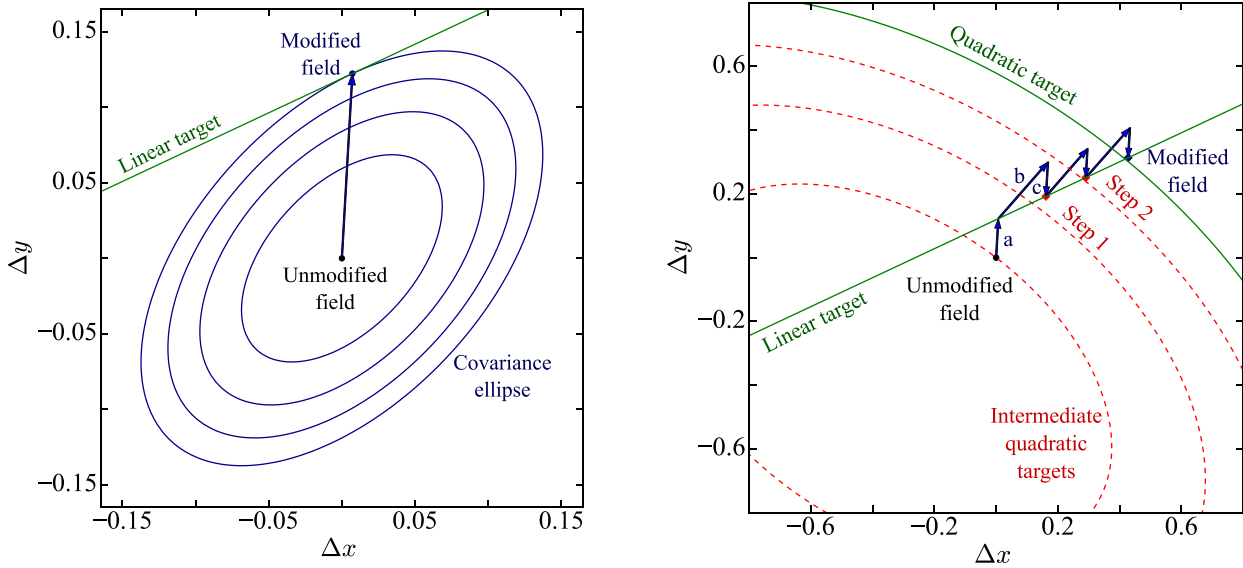 0.15
0.05
−0.05
−0.15
Δy
Modified
field
Linear target
Unmodified
field
Covariance
ellipse
−0.15
−0.05
0.05
0.15
Δx
0.6
0.2
−0.2
−0.6
Δy
Quadratic target
b
c
a
Modified
field
Step 2
Step 1
Unmodified
field
Linear target
Intermediate
quadratic
targets
−0.6
−0.2
0.2
0.6
Δx